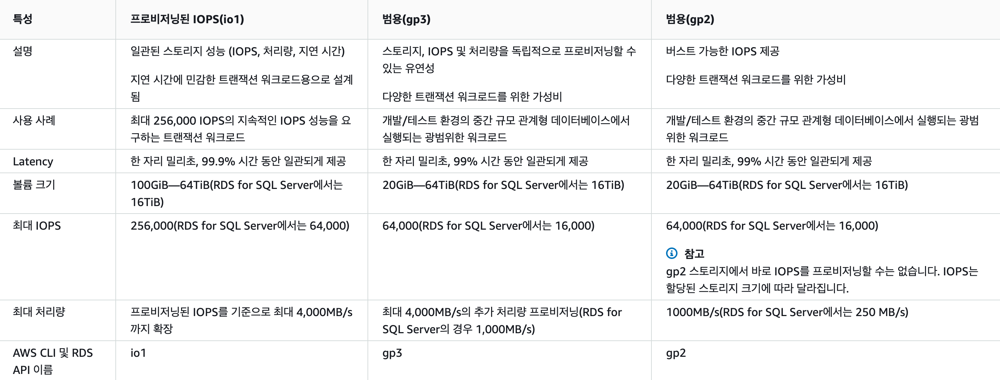 특성
프로비저닝된 IOPS(io1)
범용(gp3)
범용(gp2)
설명
일관된 스토리지 성능 (IOPS, 처리량, 지연 시간)
지연 시간에 민감한 트랜잭션 워크로드용으로 설계
됨
스토리지, IOPS 및 처리량을 독립적으로 프로비저닝할 수
있는 유연성
다양한 트랜잭션 워크로드를 위한 가성비
버스트 가능한 IOPS 제공
다양한 트랜잭션 워크로드를 위한 가성비
사용 사례
최대 256,000 IOPS의 지속적인 IOPS 성능을 요
구하는 트랜잭션 워크로드
개발/테스트 환경의 중간 규모 관계형 데이터베이스에서
실행되는 광범위한 워크로드
개발/테스트 환경의 중간 규모 관계형 데이터베이스에서 실행되는 광범
위한 워크로드
Latency
한 자리 밀리초, 99.9% 시간 동안 일관되게 제공
한 자리 밀리초, 99% 시간 동안 일관되게 제공
한 자리 밀리초, 99% 시간 동안 일관되게 제공
볼륨 크기
100GiB—64TiB(RDS for SQL Server에서는
16TiB)
20GiB—64TiB(RDS for SQL Server에서는 16TiB)
20GiB—64TiB(RDS for SQL Server에서는 16TiB)
최대 IOPS
256,000(RDS for SQL Server에서는 64,000)
64,000(RDS for SQL Server에서는 16,000)
64,000(RDS for SQL Server에서는 16,000)
참고
gp2 스토리지에서 바로 IOPS를 프로비저닝할 수는 없습니다. IOPS는
할당된 스토리지 크기에 따라 달라집니다.
최대 처리량
프로비저닝된 IOPS를 기준으로 최대 4,000MB/s
까지 확장
최대 4,000MB/s의 추가 처리량 프로비저닝(RDS for
SQL Server의 경우 1,000MB/s)
1000MB/s(RDS for SQL Server에서는 250 MB/s)
AWS CLI 및 RDS
API 이름
io1
gp3
gp2